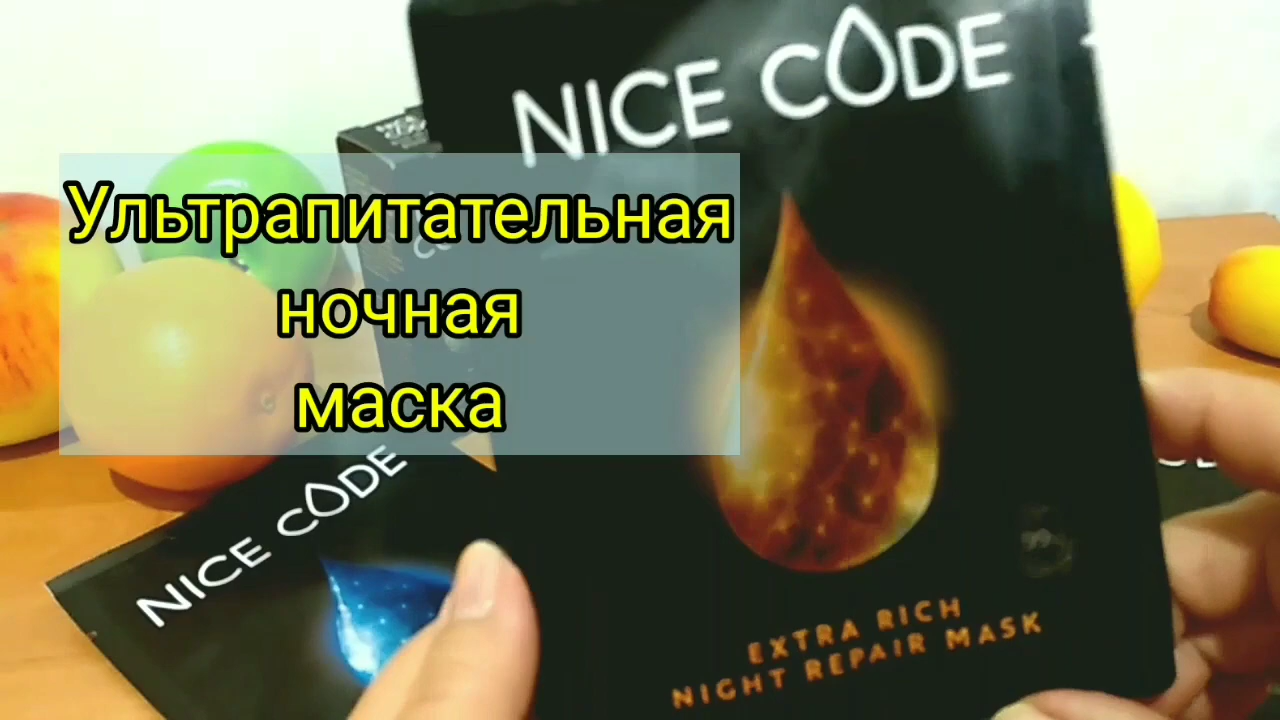 NICE CODE
Ультрапитательная
ночная
маска
NICE CODE
EXTRA RICH
NIGHT REPAIR MASK